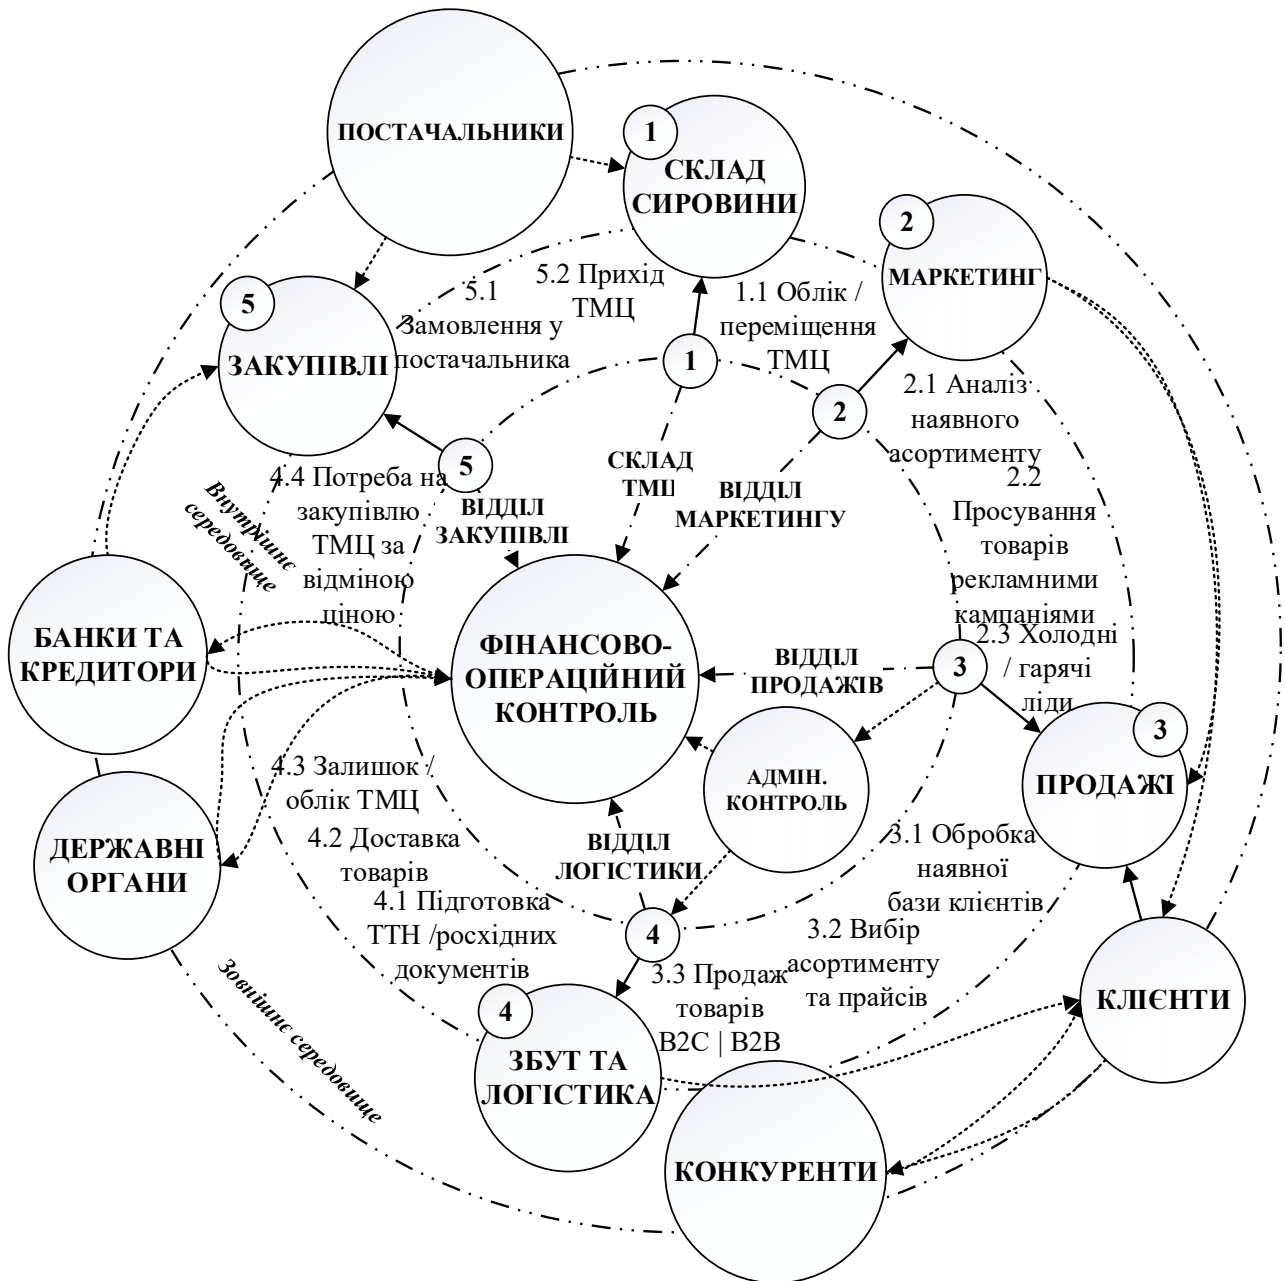 ПОСТАЧАЛЬНИКИ
1
СКЛАД
СИРОВИНИ
2
МАРКЕТИНГ
5
ЗАКУПІВЛІ
5.1
Замовлення у
постачальника
5.2 Прихід
ТМЦ
1.1 Облік /
переміщення
ТМЦ
1
2
2.1 Аналіз
наявного
асортименту
2.2
Просування
товарів
рекламними
кампаніями
2.3 Холодні
/ гарячі
ліди
5
ВІДДІЛ
ЗАКУПІВЛІ
СКЛАД
ТМЦ
ВІДДІЛ
МАРКЕТИНГУ
4.4 Потреба на
закупівлю
ТМЦ за
відміною
ціною
Внутрішнє
середовище
БАНКИ ТА
КРЕДИТОРИ
ФІНАНСОВО-
ОПЕРАЦІЙНИЙ
КОНТРОЛЬ
ВІДДІЛ
ПРОДАЖІВ
3
3
ПРОДАЖІ
АДМІН.
КОНТРОЛЬ
4.3 Залишок /
облік ТМЦ
4.2 Доставка
товарів
4.1 Підготовка
ТТН /росхідних
документів
ДЕРЖАВНІ
ОРГАНИ
ВІДДІЛ
ЛОГІСТИКИ
4
3.1 Обробка
наявної
бази клієнтів
3.2 Вибір
асортименту
та прайсів
3.3 Продаж
товарів
B2C | B2B
4
ЗБУТ ТА
ЛОГІСТИКА
КЛІЄНТИ
Зовнішнє середовище
КОНКУРЕНТИ